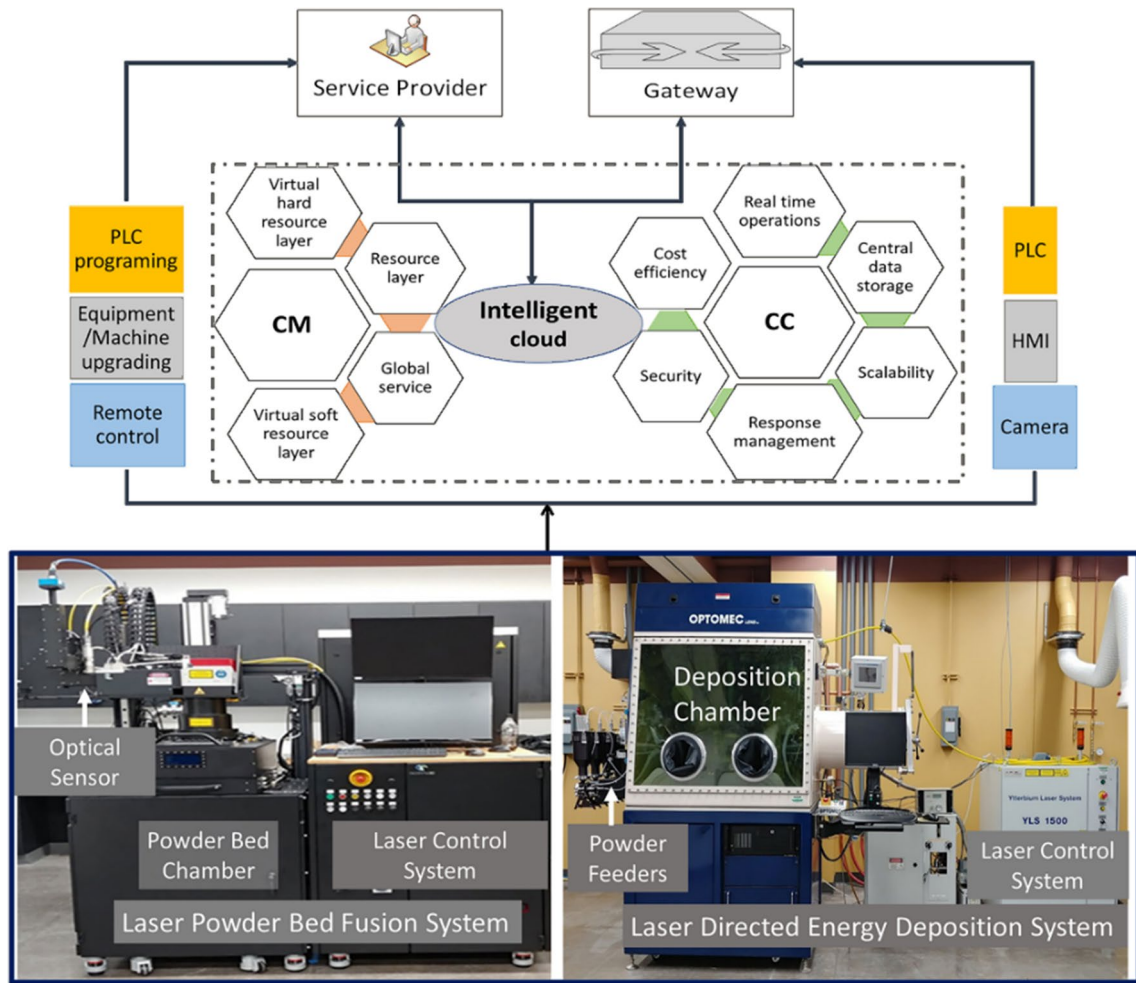 Service Provider
Gateway
PLC
programing
Equipment
/Machine
upgrading
Remote
control
Virtual
hard
resource
layer
Resource
layer
CM
Global
service
Virtual soft
resource
layer
Intelligent
cloud
Cost
efficiency
Real time
operations
Central
data
storage
CC
Security
Scalability
Response
management
PLC
HMI
Camera
Optical
Sensor
Powder Bed
Chamber
Laser Control
System
Laser Powder Bed Fusion System
OPTOMEC
Deposition
Chamber
Powder
Feeders
Ytterbium Laser System
YLS 1500
Laser Control
System
Laser Directed Energy Deposition System